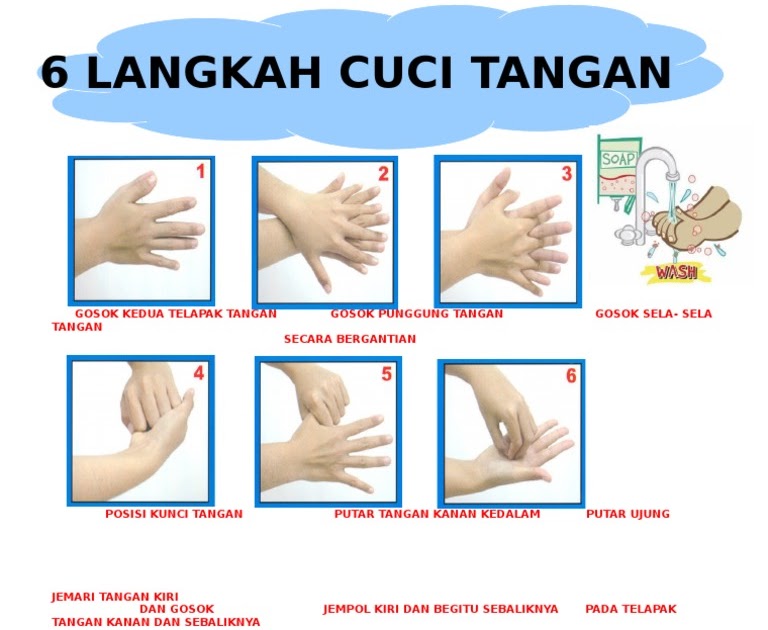 6 LANGKAH CUCI TANGAN
1
2
3
SOAP
WASH
GOSOK KEDUA TELAPAK TANGAN GOSOK PUNGGUNG TANGAN GOSOK SELA- SELA
TANGAN
SECARA BERGANTIAN
4
5
6
POSISI KUNCI TANGAN PUTAR TANGAN KANAN KEDALAM PUTAR UJUNG
JEMARI TANGAN KIRI
DAN GOSOK JEMPOL KIRI DAN BEGITU SEBALIKNYA PADA TELAPAK
TANGAN KANAN DAN SEBALIKNYA